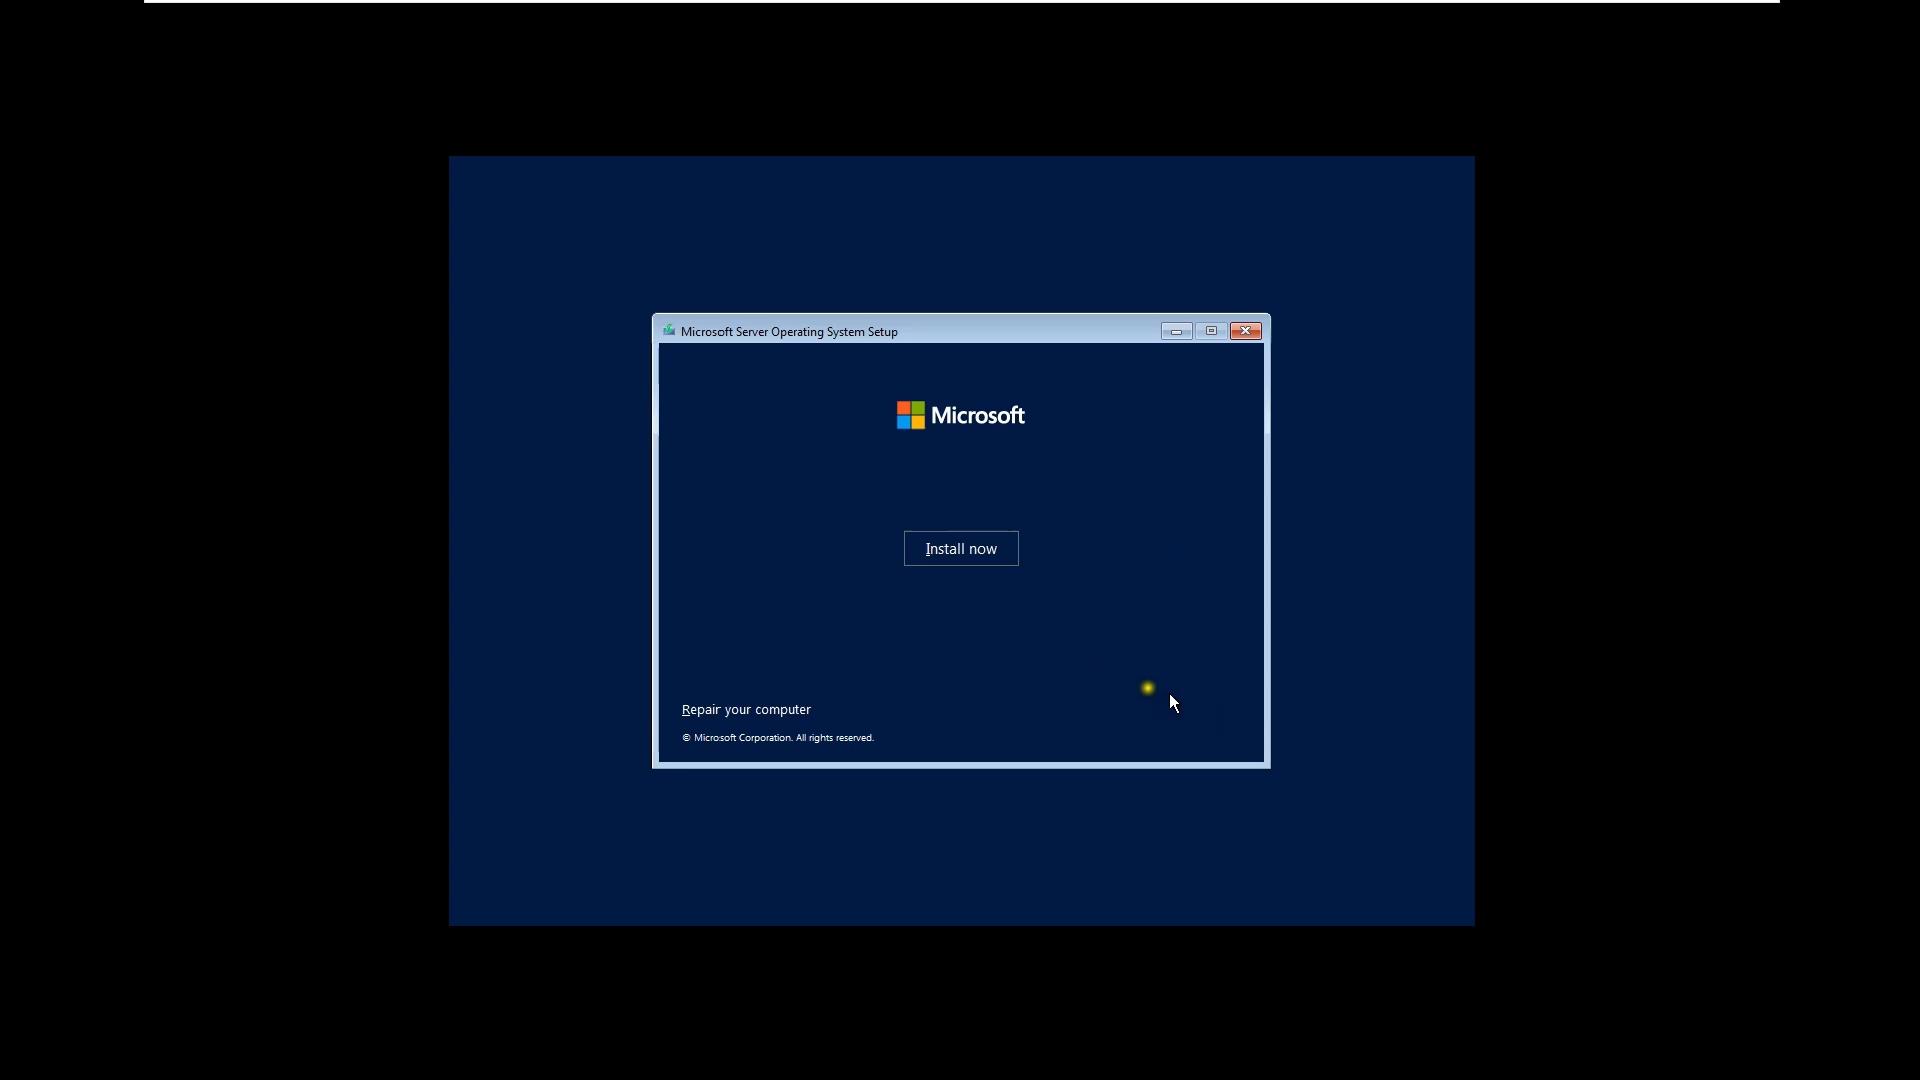 Microsoft Server Operating System Setup
Microsoft
Install now
Repair your computer
© Microsoft Corporation. All rights reserved.